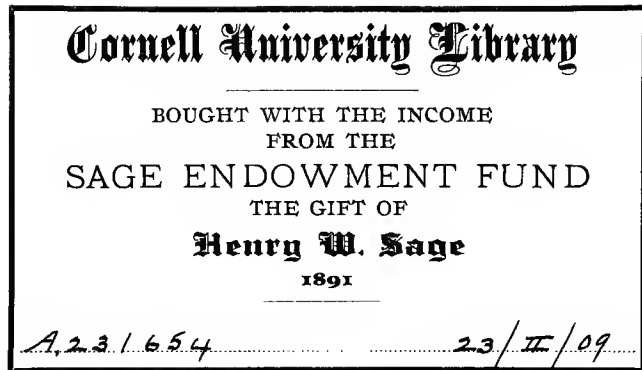 Cornell University Library
BOUGHT WITH THE INCOME
FROM THE
SAGE ENDOWMENT FUND
THE GIFT OF
Henry W. Sage
1891
A.231654 23/II/09